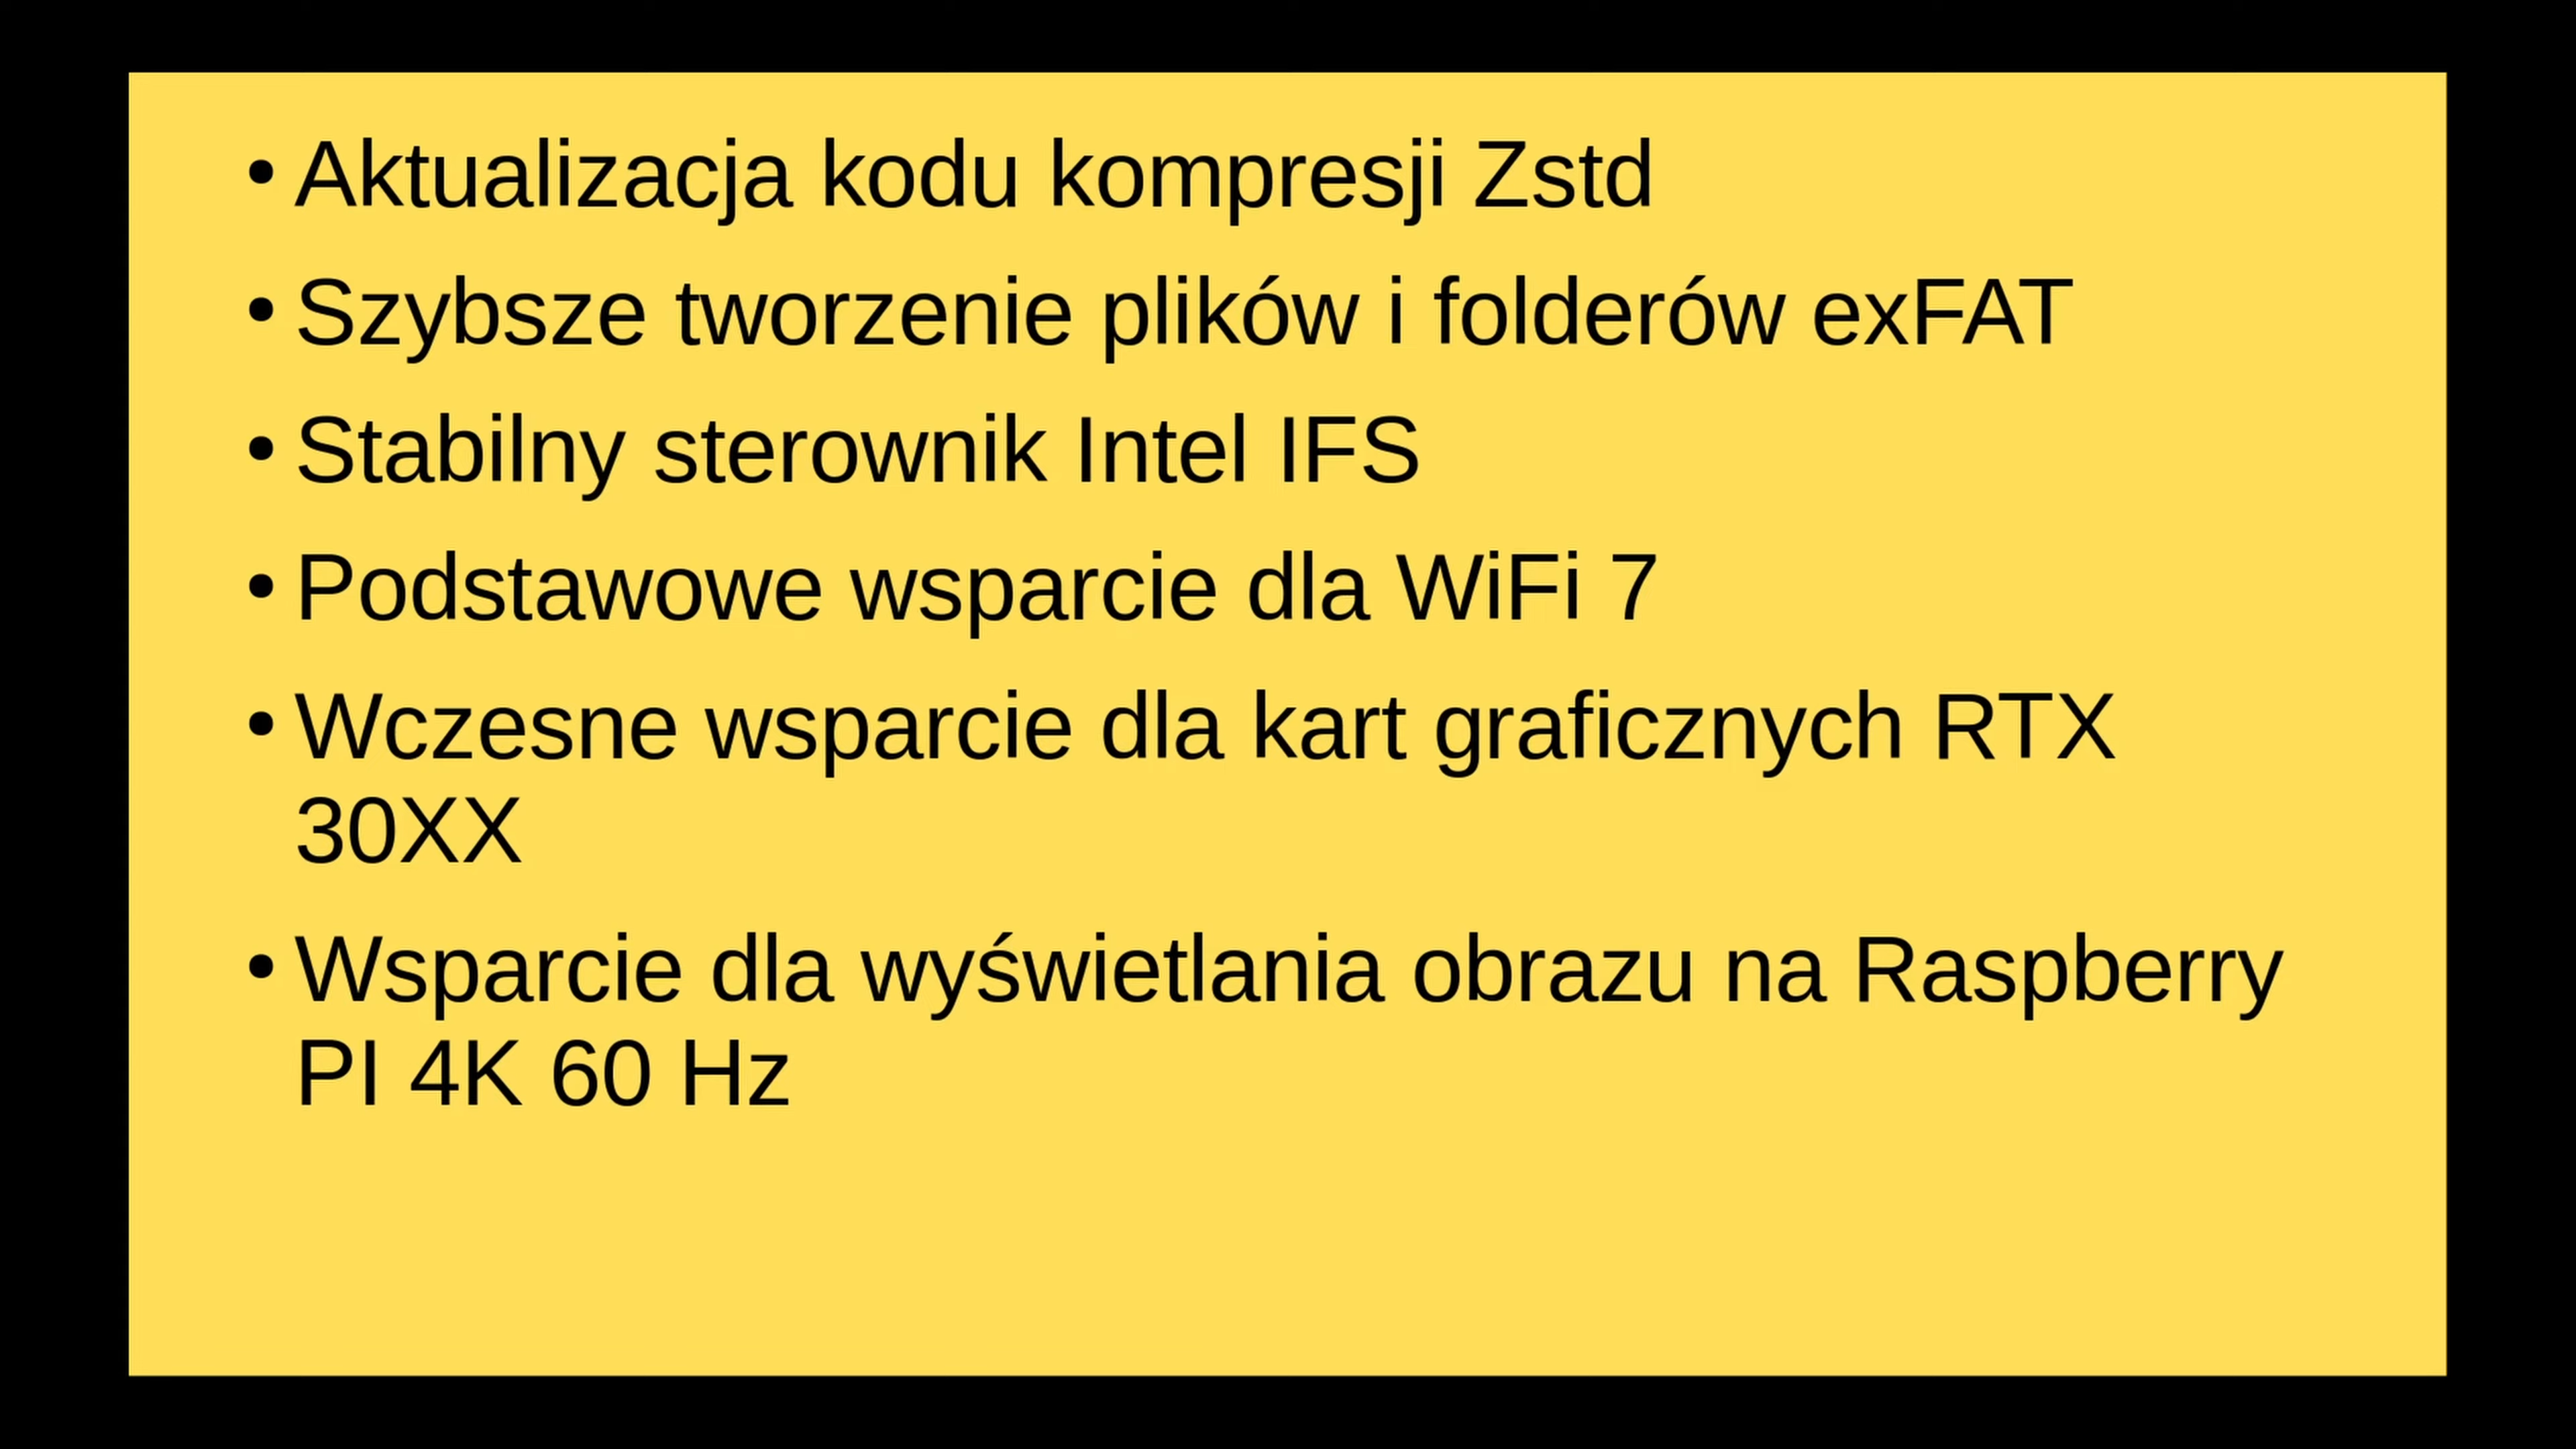 • Aktualizacja kodu kompresji Zstd
• Szybsze tworzenie plików i folderów exFAT
• Stabilny sterownik Intel IFS
• Podstawowe wsparcie dla WiFi 7
• Wczesne wsparcie dla kart graficznych RTX
30XX
• Wsparcie dla wyświetlania obrazu na Raspberry
PI 4K 60 Hz